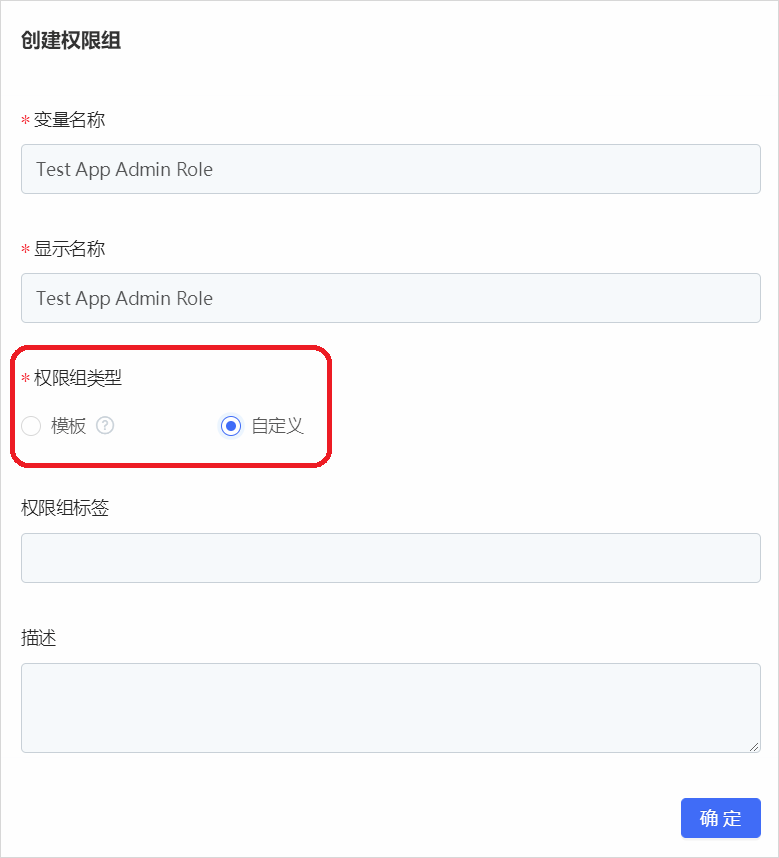 创建权限组
* 变量名称
Test App Admin Role
* 显示名称
Test App Admin Role
* 权限组类型
模板 ? 自定义
权限组标签
描述
确 定